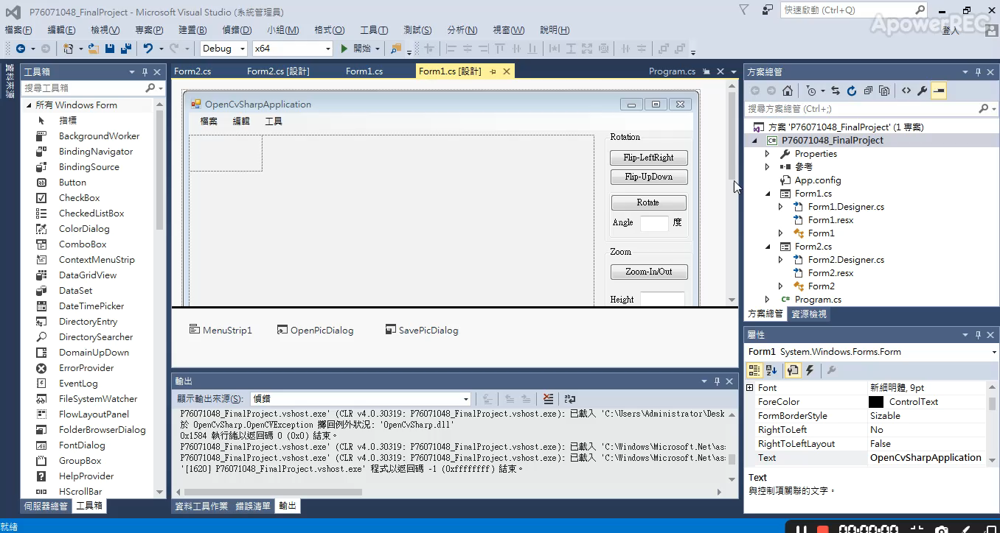 P76071048_FinalProject - Microsoft Visual Studio (系統管理員)
快速啟動 (Ctrl+Q)
ApowerREC
檔案(F) 編輯(E) 檢視(V) 專案(P) 建置(B) 偵錯(D) 小組(M) 格式(O) 工具(T) 測試(S) 分析(N) 視窗(W) 說明(H) 登入
Debug x64 開始
資料來源
工具箱
搜尋工具箱
所有 Windows Form
指標
BackgroundWorker
BindingNavigator
BindingSource
Button
CheckBox
CheckedListBox
ColorDialog
ComboBox
ContextMenuStrip
DataGridView
DataSet
DateTimePicker
DirectoryEntry
DirectorySearcher
DomainUpDown
ErrorProvider
EventLog
FileSystemWatcher
FlowLayoutPanel
FolderBrowserDialog
FontDialog
GroupBox
HelpProvider
HScrollBar
伺服器總管 工具箱
Form2.cs Form2.cs [設計] Form1.cs Form1.cs [設計] Program.cs
OpenCvSharpApplication
檔案 編輯 工具
Rotation
Flip-LeftRight
Flip-UpDown
Rotate
Angle 度
Zoom
Zoom-In/Out
Height
MenuStrip1 OpenPicDialog SavePicDialog
輸出
顯示輸出來源(S): 偵錯
P76071048_FinalProject.vshost.exe' (CLR v4.0.30319: P76071048_FinalProject.vshost.exe): 已載入 'C:\Users\Administrator\Desk
於 OpenCvSharp.OpenCVException 擲回例外狀況: 'OpenCvSharp.dll'
0x1584 執行緒以返回碼 0 (0x0) 結束。
P76071048_FinalProject.vshost.exe' (CLR v4.0.30319: P76071048_FinalProject.vshost.exe): 已載入 'C:\Windows\Microsoft.Net\ass
P76071048_FinalProject.vshost.exe' (CLR v4.0.30319: P76071048_FinalProject.vshost.exe): 已載入 'C:\Windows\Microsoft.Net\ass
'[1620] P76071048_FinalProject.vshost.exe' 程式以返回碼 -1 (0xffffffff) 結束。
資料工具作業 錯誤清單 輸出
方案總管
搜尋方案總管 (Ctrl+;)
方案 'P76071048_FinalProject' (1 專案)
C# P76071048_FinalProject
Properties
參考
App.config
Form1.cs
Form1.Designer.cs
Form1.resx
Form1
Form2.cs
Form2.Designer.cs
Form2.resx
Form2
C# Program.cs
方案總管 資源檢視
屬性
Form1 System.Windows.Forms.Form
Font 新細明體, 9pt
ForeColor ControlText
FormBorderStyle Sizable
RightToLeft No
RightToLeftLayout False
Text OpenCvSharpApplication
Text
與控制項關聯的文字。
就緒
00:00:00